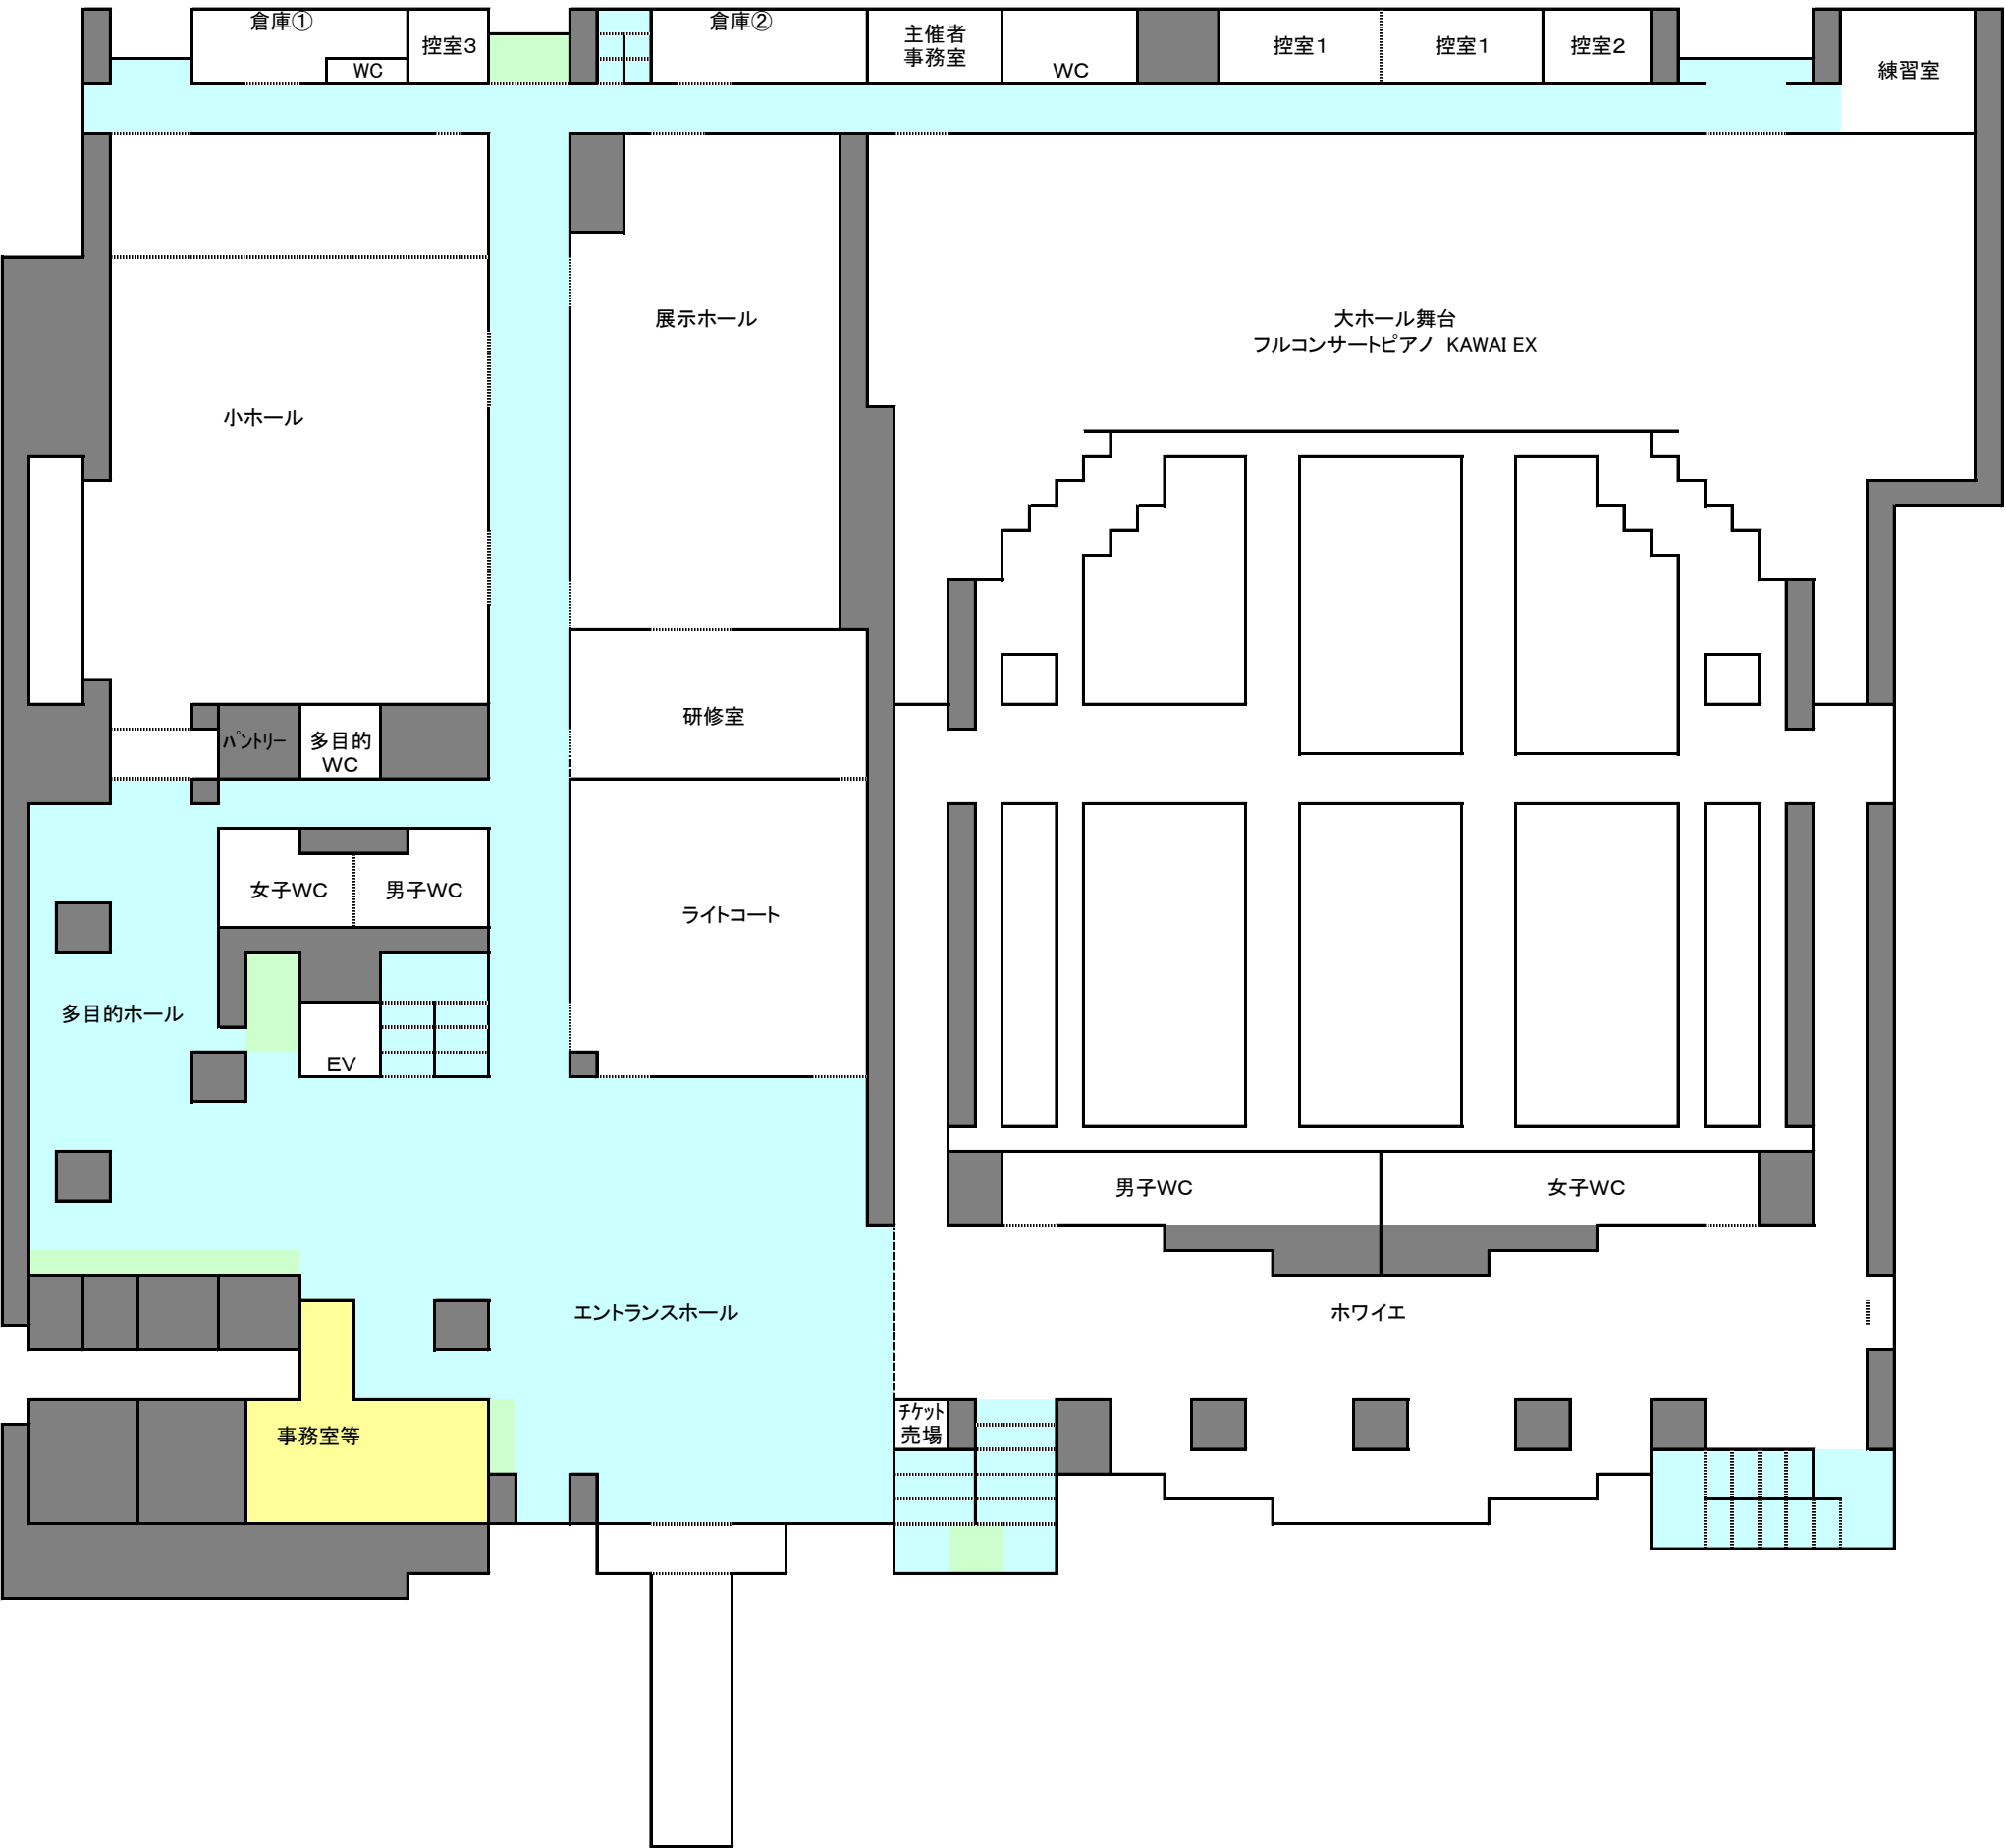 倉庫①
WC
控室3
倉庫②
主催者
事務室
WC
控室1
控室1
控室2
練習室
展示ホール
大ホール舞台
フルコンサートピアノ KAWAI EX
小ホール
研修室
パントリー
多目的
WC
女子WC
男子WC
ライトコート
多目的ホール
EV
男子WC
女子WC
エントランスホール
ホワイエ
チケット
売場
事務室等